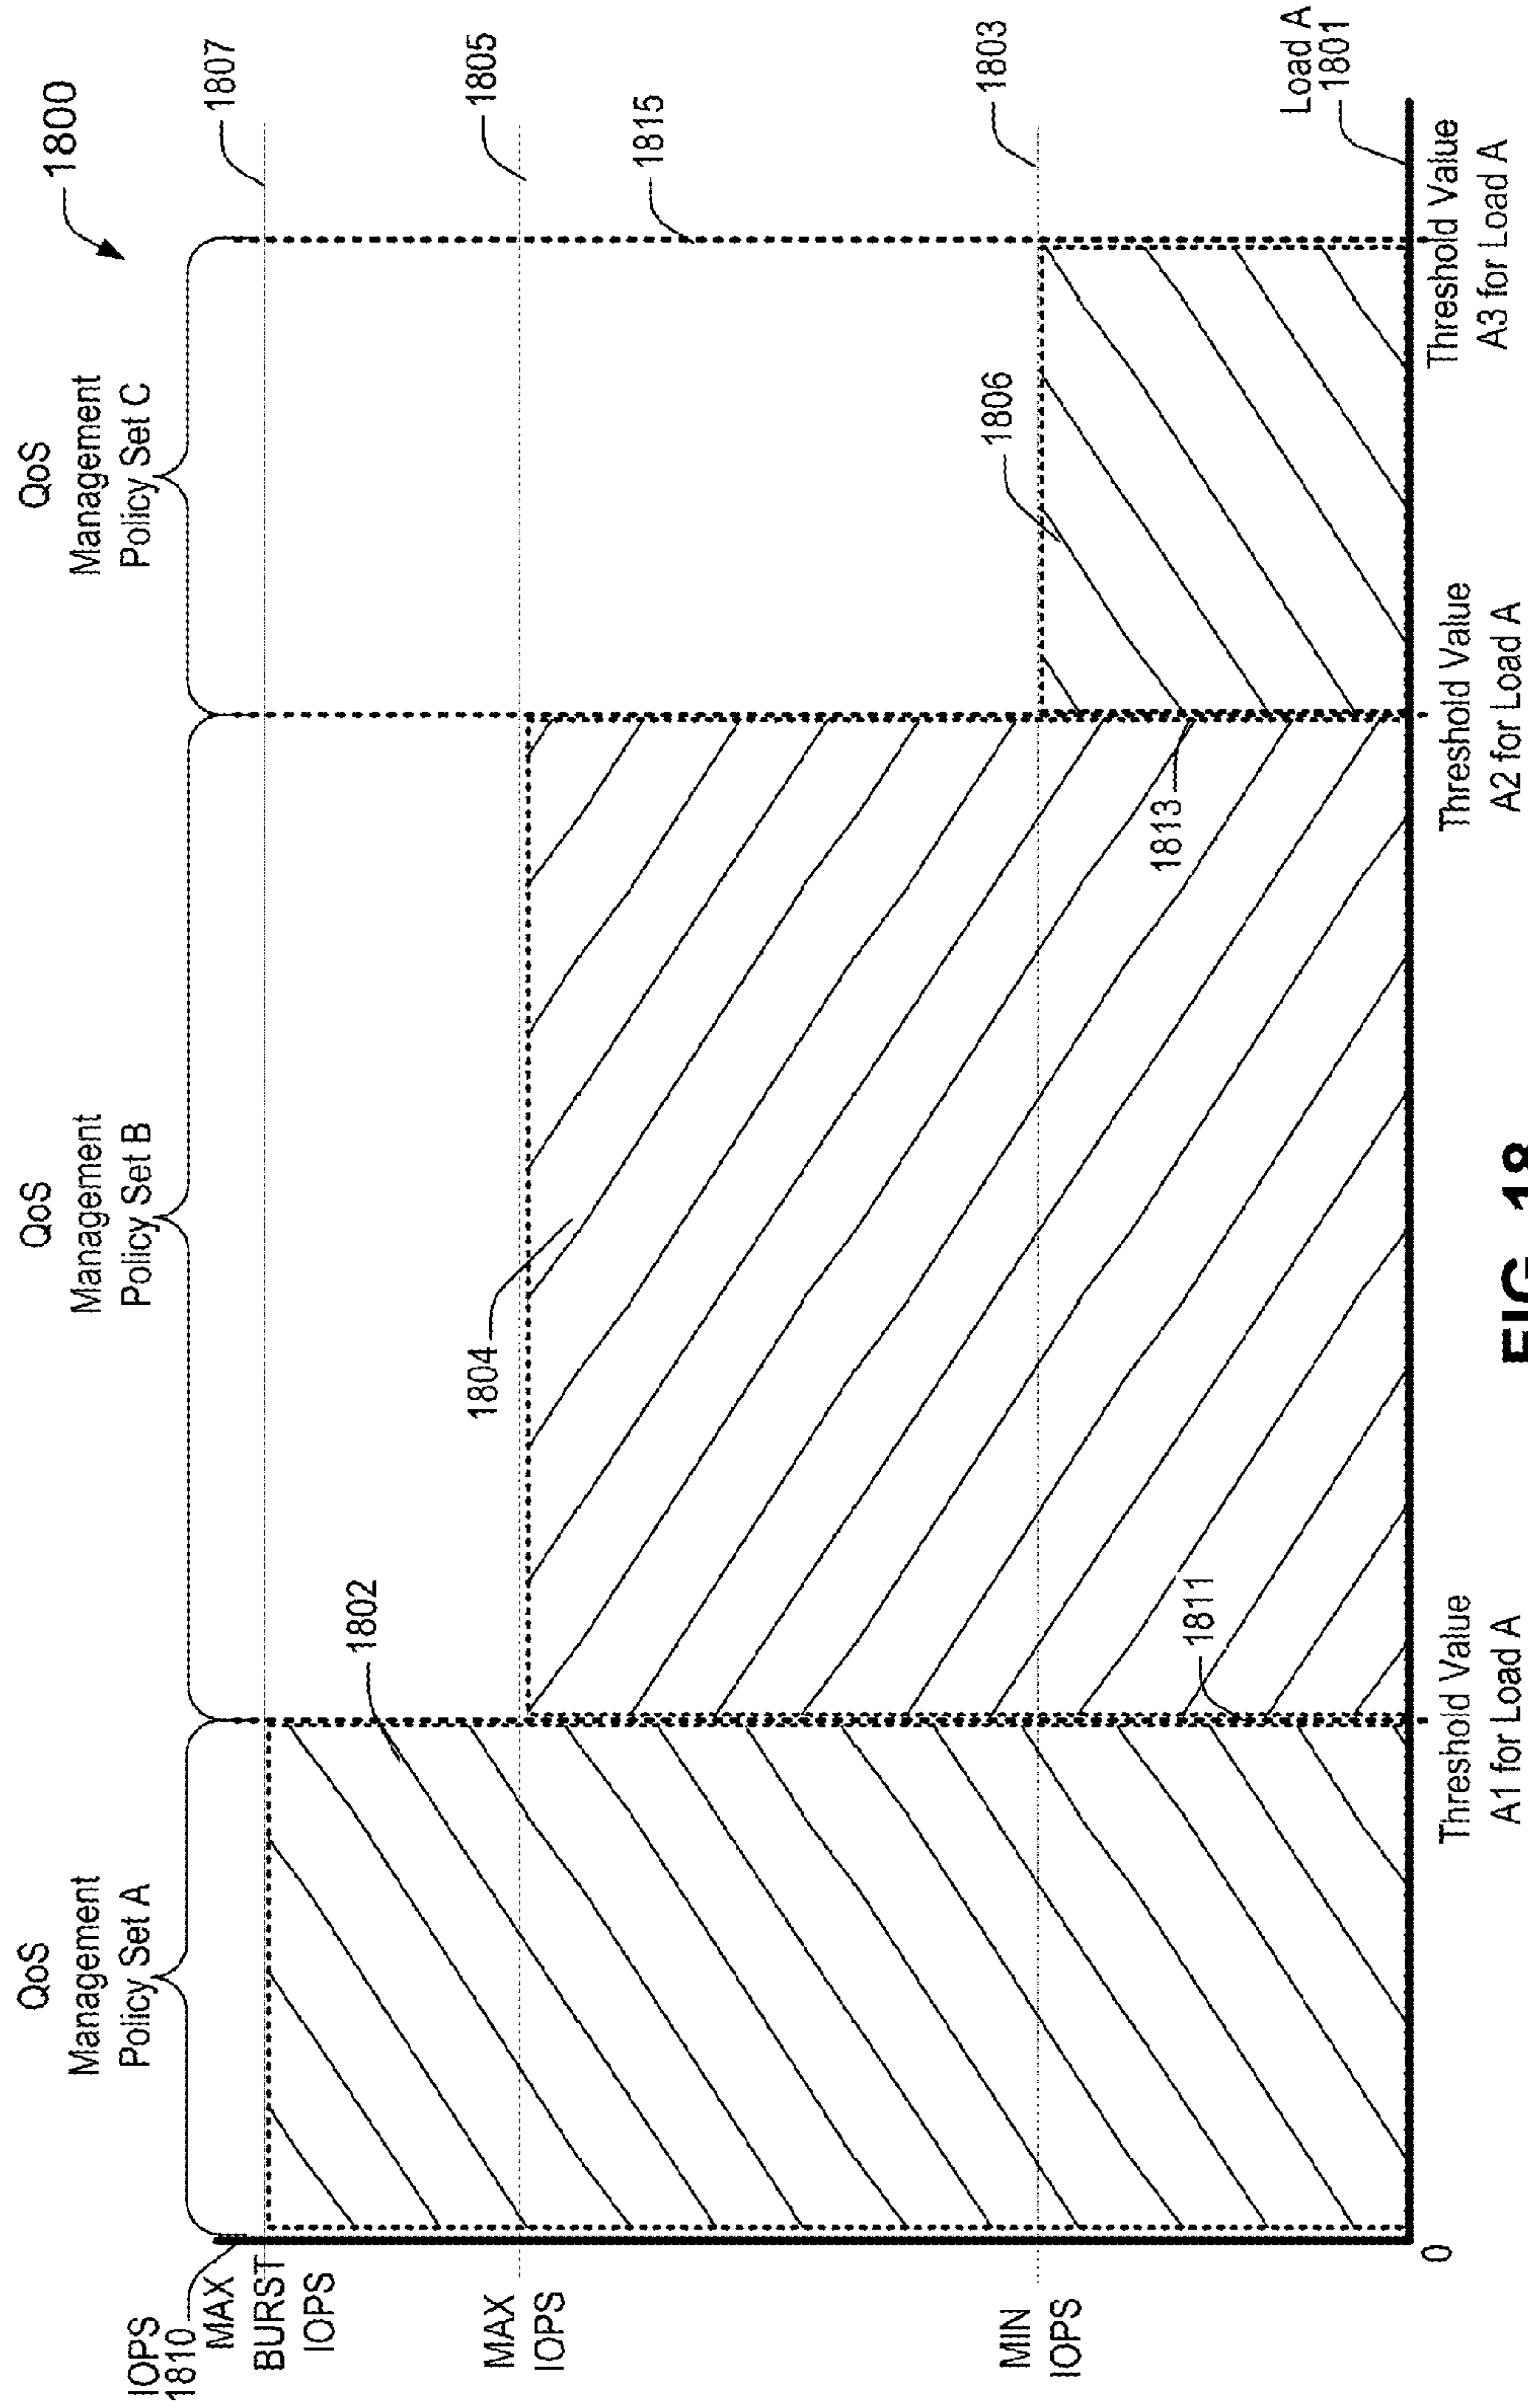 1800
QoS
Management
Policy Set A
QoS
Management
Policy Set B
QoS
Management
Policy Set C
IOPS
1810
MAX
BURST
IOPS
1807
1802
MAX
IOPS
1805
1804
1815
MIN
IOPS
1803
1806
1811
1813
Load A
1801
0
Threshold Value
A1 for Load A
Threshold Value
A2 for Load A
Threshold Value
A3 for Load A
FIG. 18